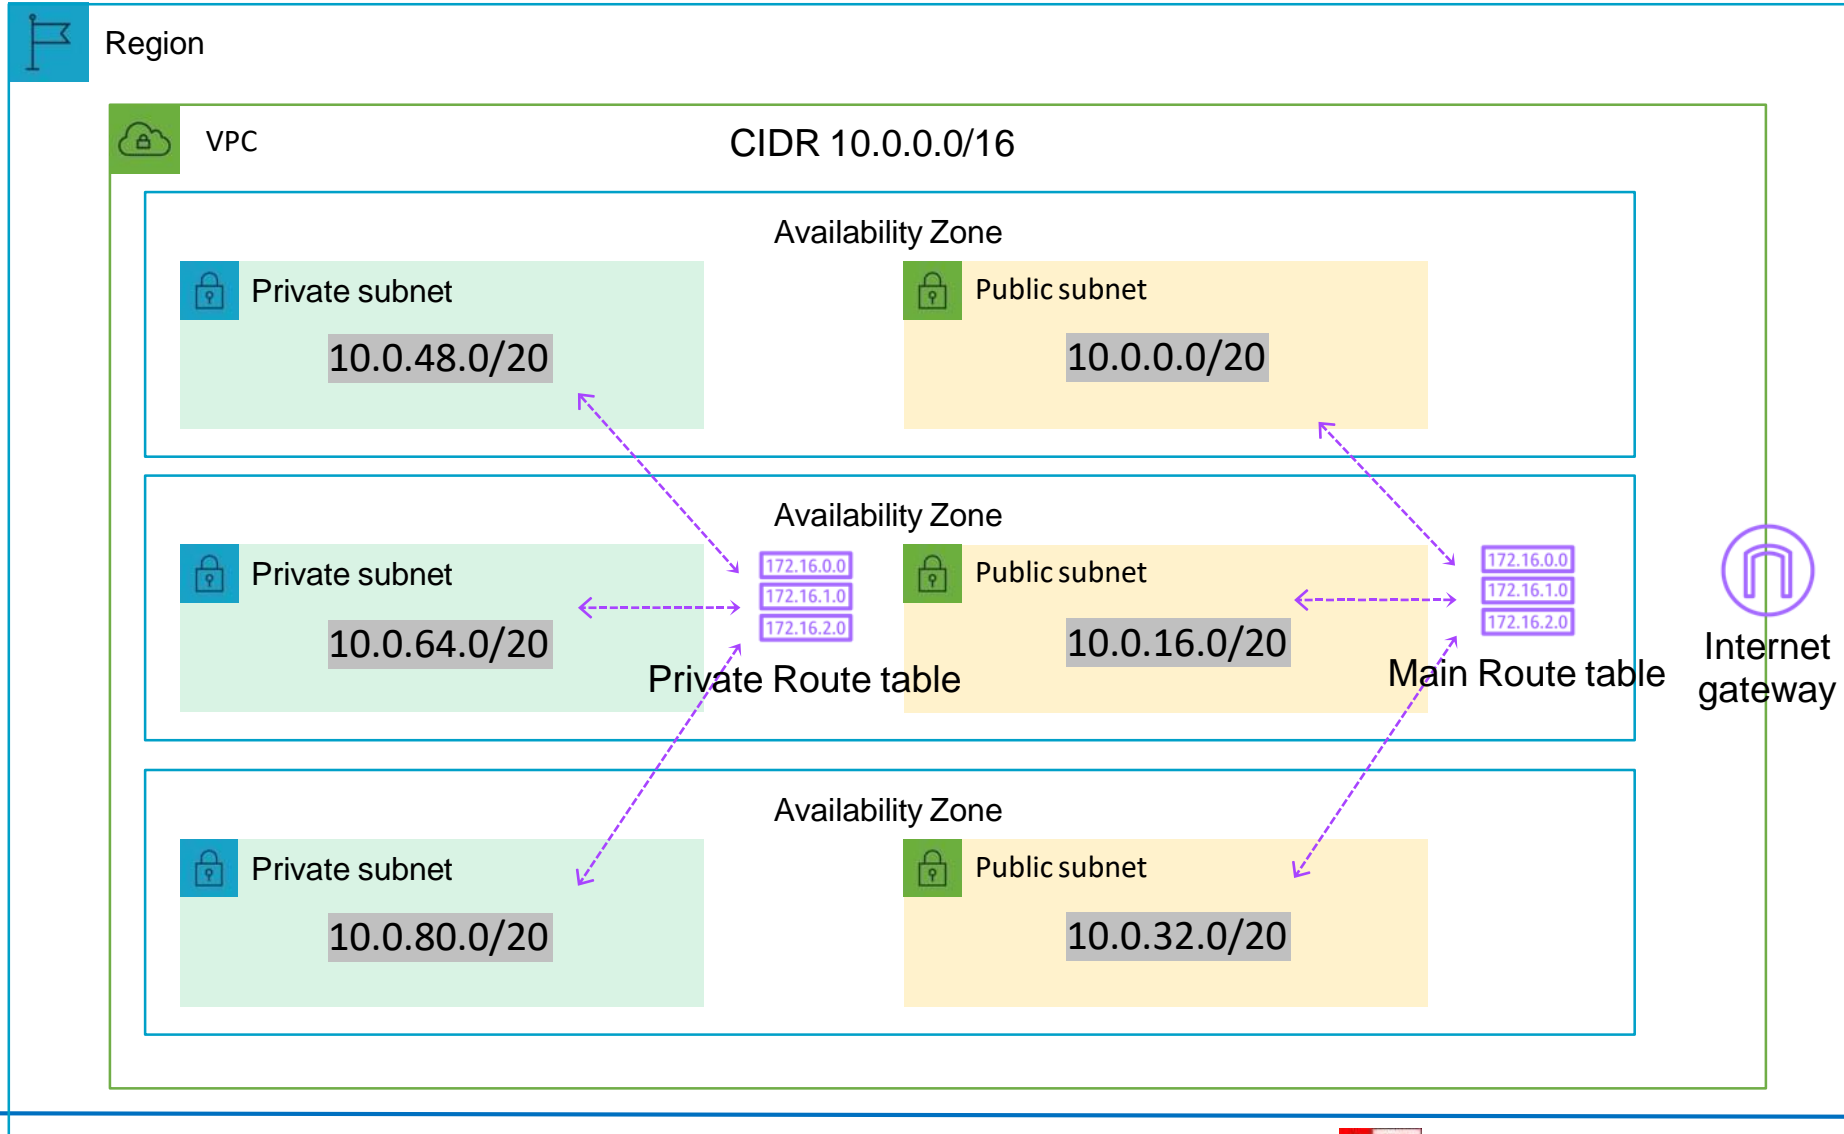 Region
VPC
CIDR 10.0.0.0/16
Availability Zone
Private subnet
Public subnet
10.0.48.0/20
10.0.0.0/20
Availability Zone
Private subnet
Public subnet
172.16.0.0
172.16.1.0
172.16.2.0
172.16.0.0
172.16.1.0
172.16.2.0
10.0.64.0/20
10.0.16.0/20
Private Route table
Main Route table
Internet
gateway
Availability Zone
Private subnet
Public subnet
10.0.80.0/20
10.0.32.0/20